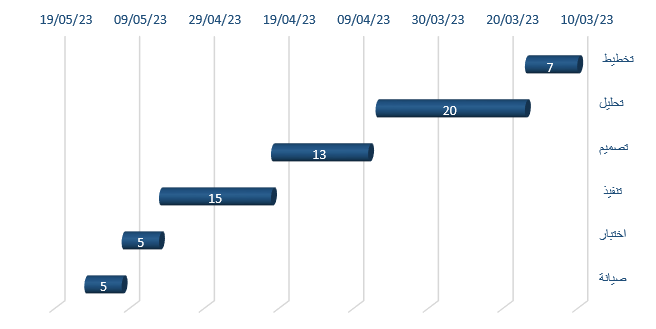 19/05/23 09/05/23 29/04/23 19/04/23 09/04/23 30/03/23 20/03/23 10/03/23
تخطيط 7
تحليل 20
تصميم 13
تنفيذ 15
اختبار 5
صيانة 5